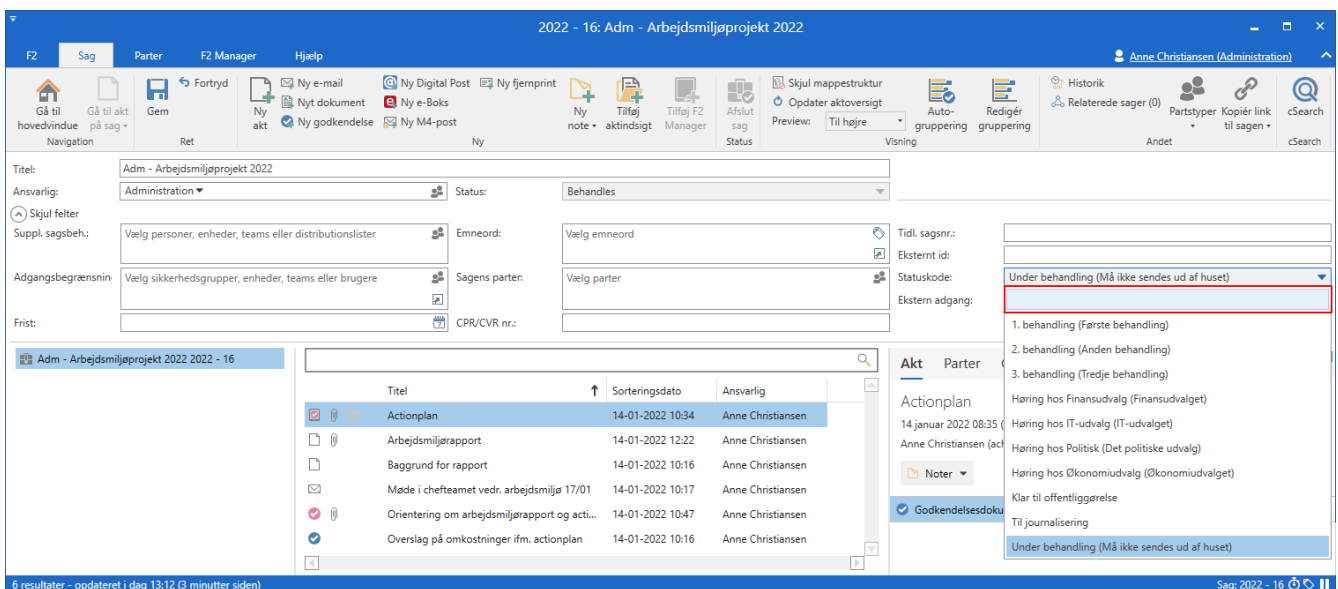 2022 - 16: Adm - Arbejdsmiljøprojekt 2022
F2 Sag Parter F2 Manager Hjælp Anne Christiansen (Administration)
Gå til hovedvindue
Gå til akt på sag
Navigation
Gem
Fortryd
Ret
Ny akt
Ny e-mail
Nyt dokument
Ny godkendelse
Ny Digital Post
Ny e-Boks
Ny M4-post
Ny fjernprint
Ny note
Tilføj aktindsigt
Tilføj F2 Manager
Ny
Afslut sag
Status
Skjul mappestruktur
Opdater aktoversigt
Preview: Til højre
Auto-gruppering
Redigér gruppering
Visning
Historik
Relaterede sager (0)
Partstyper
Kopiér link til sagen
Andet
cSearch
cSearch
Titel: Adm - Arbejdsmiljøprojekt 2022
Ansvarlig: Administration Status: Behandles
Skjul felter
Suppl. sagsbeh.: Vælg personer, enheder, teams eller distributionslister Emneord: Vælg emneord Tidl. sagsnr.:
Eksternt id:
Adgangsbegrænsnin Vælg sikkerhedsgrupper, enheder, teams eller brugere Sagens parter: Vælg parter Statuskode: Under behandling (Må ikke sendes ud af huset)
Ekstern adgang:
Frist: CPR/CVR nr.:
1. behandling (Første behandling)
2. behandling (Anden behandling)
3. behandling (Tredje behandling)
Høring hos Finansudvalg (Finansudvalget)
Høring hos IT-udvalg (IT-udvalget)
Høring hos Politisk (Det politiske udvalg)
Høring hos Økonomiudvalg (Økonomiudvalget)
Klar til offentliggørelse
Til journalisering
Under behandling (Må ikke sendes ud af huset)
Adm - Arbejdsmiljøprojekt 2022 2022 - 16
Titel Sorteringsdato Ansvarlig
Actionplan 14-01-2022 10:34 Anne Christiansen
Arbejdsmiljørapport 14-01-2022 12:22 Anne Christiansen
Baggrund for rapport 14-01-2022 10:16 Anne Christiansen
Møde i chefteamet vedr. arbejdsmiljø 17/01 14-01-2022 10:17 Anne Christiansen
Orientering om arbejdsmiljørapport og acti... 14-01-2022 10:47 Anne Christiansen
Overslag på omkostninger ifm. actionplan 14-01-2022 10:16 Anne Christiansen
Akt Parter
Actionplan
14 januar 2022 08:35 (
Anne Christiansen (ac
Noter
Godkendelsesdoku
6 resultater - opdateret i dag 13:12 (3 minutter siden) Sag: 2022 - 16